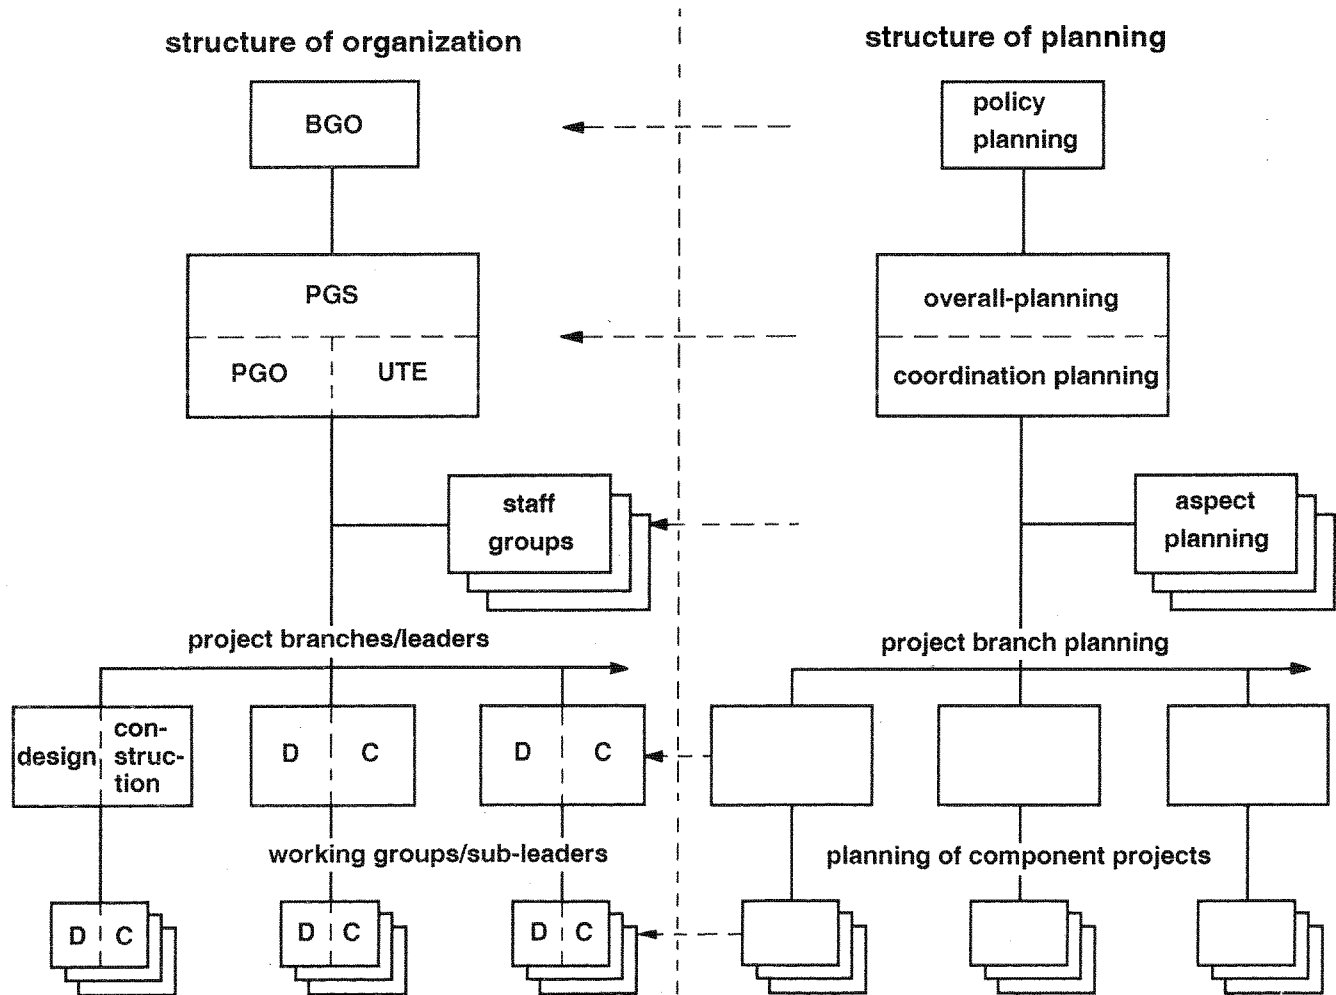 structure of organization
structure of planning
BGO
policy
planning
PGS
PGO
UTE
overall-planning
coordination planning
staff
groups
aspect
planning
project branches/leaders
project branch planning
design
con-
struc-
tion
D
C
D
C
working groups/sub-leaders
planning of component projects
D
C
D
C
D
C